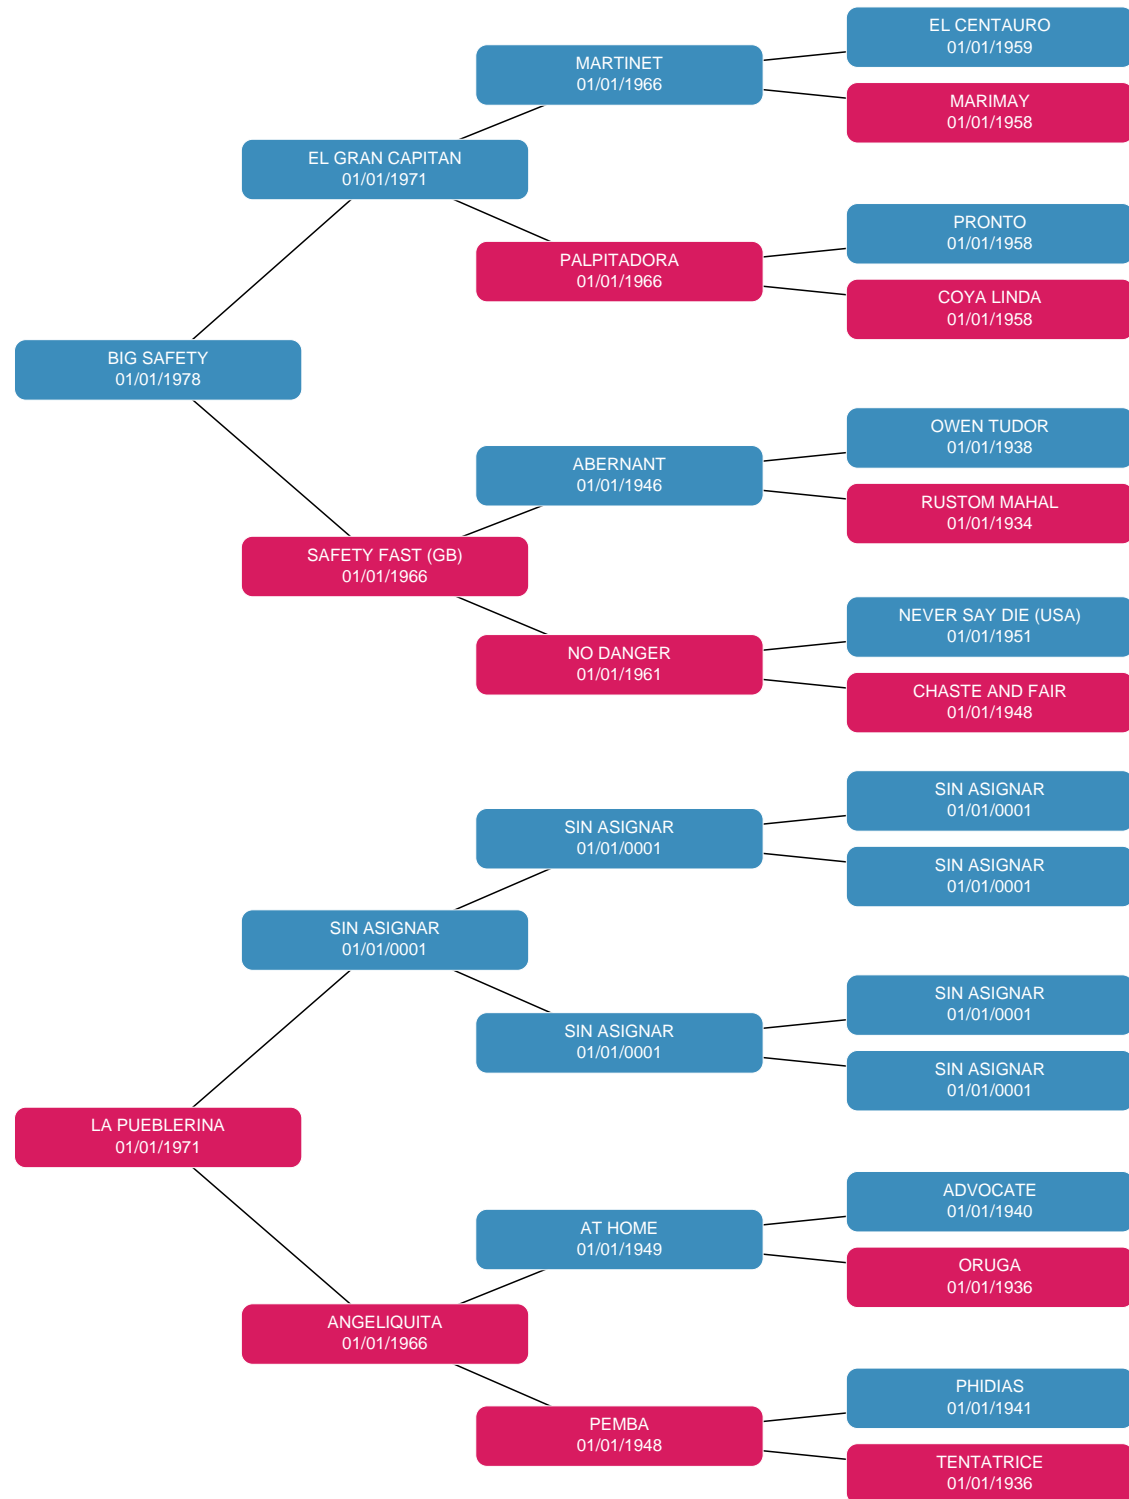 EL CENTAURO
01/01/1959
MARTINET
01/01/1966
MARIMAY
01/01/1958
EL GRAN CAPITAN
01/01/1971
PRONTO
01/01/1958
PALPITADORA
01/01/1966
COYA LINDA
01/01/1958
BIG SAFETY
01/01/1978
OWEN TUDOR
01/01/1938
ABERNANT
01/01/1946
RUSTOM MAHAL
01/01/1934
SAFETY FAST (GB)
01/01/1966
NEVER SAY DIE (USA)
01/01/1951
NO DANGER
01/01/1961
CHASTE AND FAIR
01/01/1948
SIN ASIGNAR
01/01/0001
SIN ASIGNAR
01/01/0001
SIN ASIGNAR
01/01/0001
SIN ASIGNAR
01/01/0001
SIN ASIGNAR
01/01/0001
SIN ASIGNAR
01/01/0001
SIN ASIGNAR
01/01/0001
LA PUEBLERINA
01/01/1971
ADVOCATE
01/01/1940
AT HOME
01/01/1949
ORUGA
01/01/1936
ANGELIQUITA
01/01/1966
PHIDIAS
01/01/1941
PEMBA
01/01/1948
TENTATRICE
01/01/1936